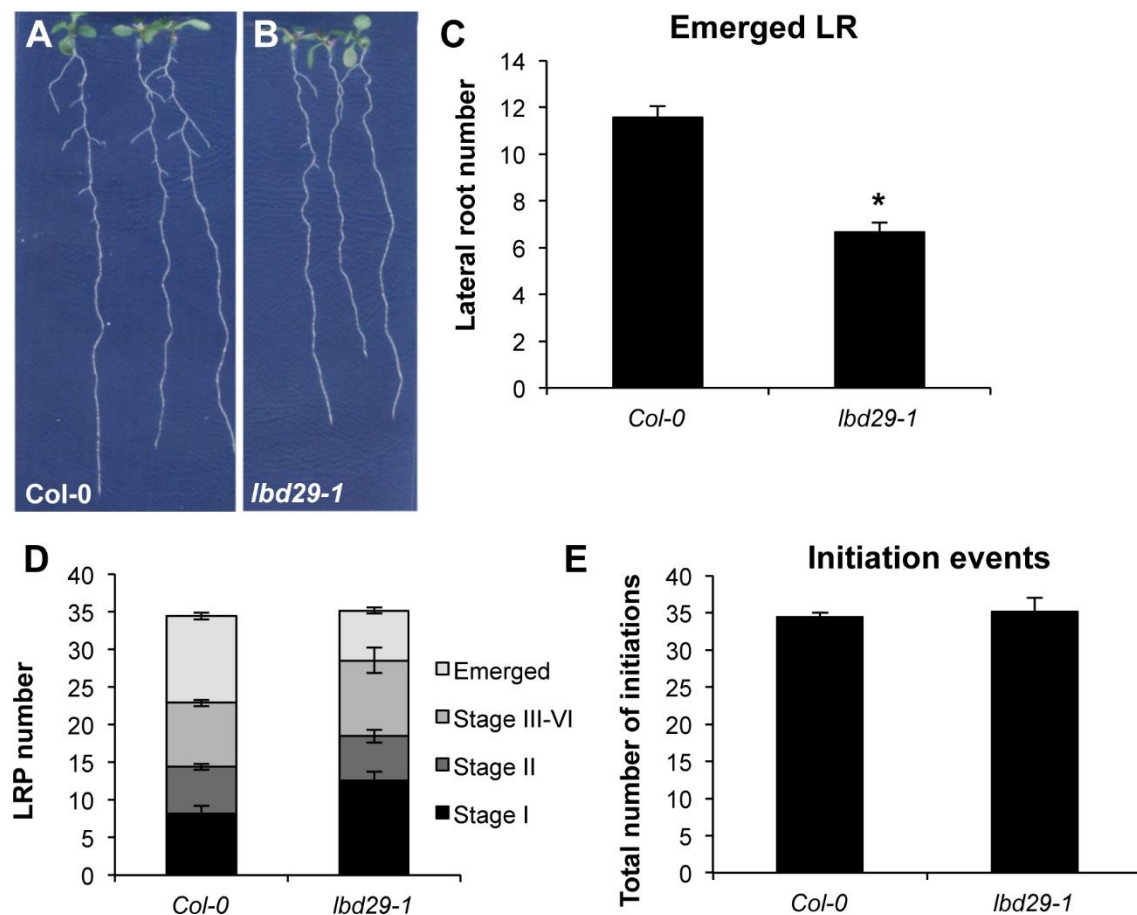 A
Col-0
B
lbd29-1
C
Emerged LR
Lateral root number
14
12
10
8
6
4
2
0
*
Col-0
lbd29-1
D
LRP number
40
35
30
25
20
15
10
5
0
Col-0
lbd29-1
Emerged
Stage III-VI
Stage II
Stage I
E
Initiation events
Total number of initiations
40
35
30
25
20
15
10
5
0
Col-0
lbd29-1